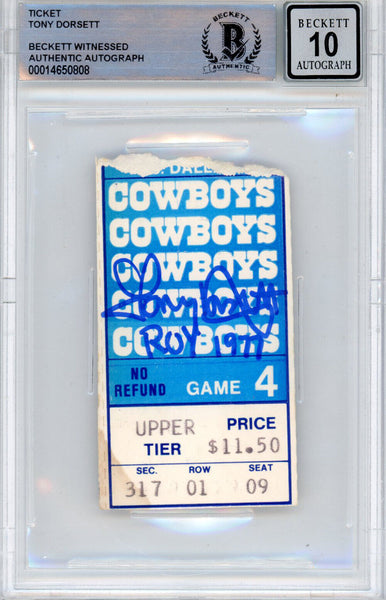 TICKET
TONY DORSETT
BECKETT WITNESSED
AUTHENTIC AUTOGRAPH
00014650808
BECKETT
B
AUTHENTIC
BECKETT
10
AUTOGRAPH
COWBOYS
COWBOYS
COWBOYS
COWBOYS
COWBOYS
Tony Dorsett
ROY 1977
NO
REFUND
GAME 4
UPPER
TIER
PRICE
$11.50
SEC. ROW SEAT
317 01 09